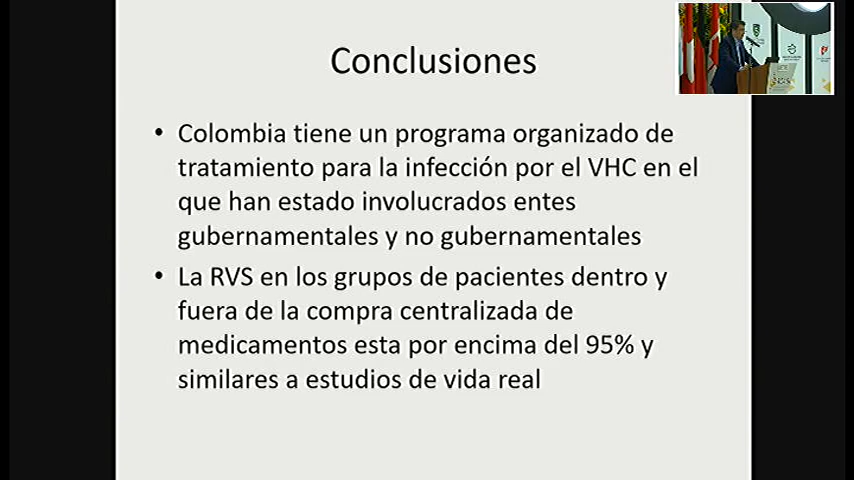 Conclusiones
• Colombia tiene un programa organizado de
tratamiento para la infección por el VHC en el
que han estado involucrados entes
gubernamentales y no gubernamentales
• La RVS en los grupos de pacientes dentro y
fuera de la compra centralizada de
medicamentos esta por encima del 95% y
similares a estudios de vida real